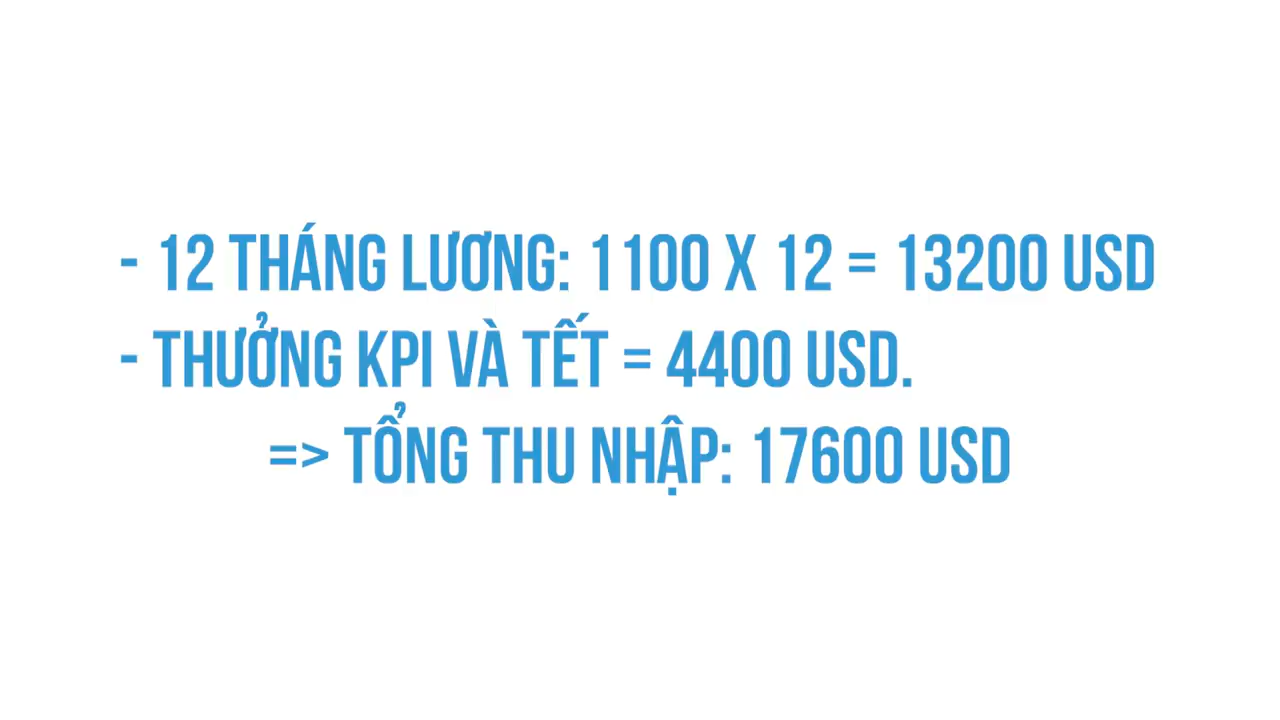 - 12 THÁNG LƯƠNG: 1100 X 12 = 13200 USD
- THƯỞNG KPI VÀ TẾT = 4400 USD.
=> TỔNG THU NHẬP: 17600 USD